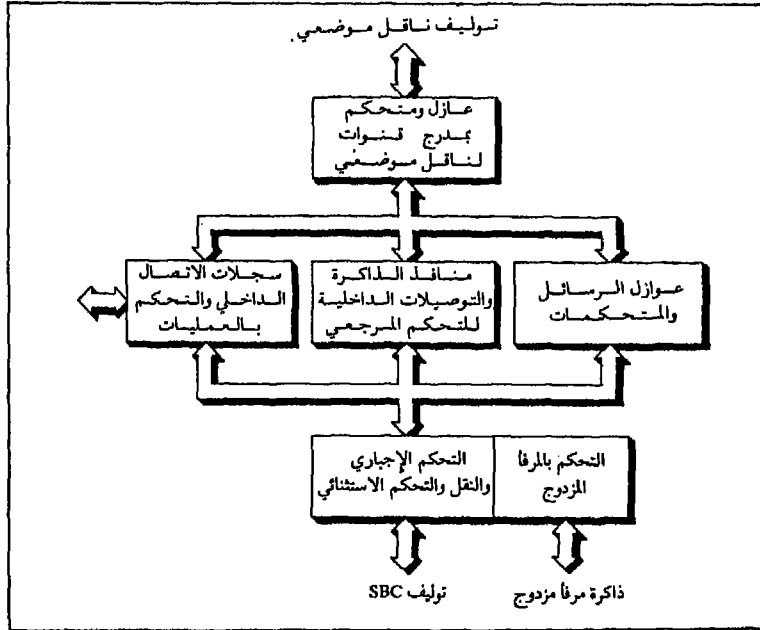 توليف ناقل موضعي.
عازل ومتحكم
بمدرج قنوات
لناقل موضعي
سجلات الاتصال
الداخلي والتحكم
بالعمليات
منافذ الذاكرة
والتوصيلات الداخلية
للتحكم المرجعي
عوازل الرسائل
والمتحكمات
التحكم الإجباري
والنقل والتحكم الاستثنائي
التحكم بالمرفأ
المزدوج
توليف SBC
ذاكرة مرفأ مزدوج